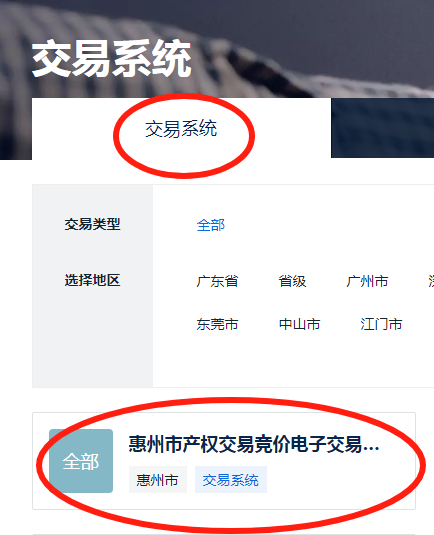 交易系统
交易系统
交易类型 全部
选择地区 广东省 省级 广州市
东莞市 中山市 江门市
全部 惠州市产权交易竞价电子交易...
惠州市 交易系统